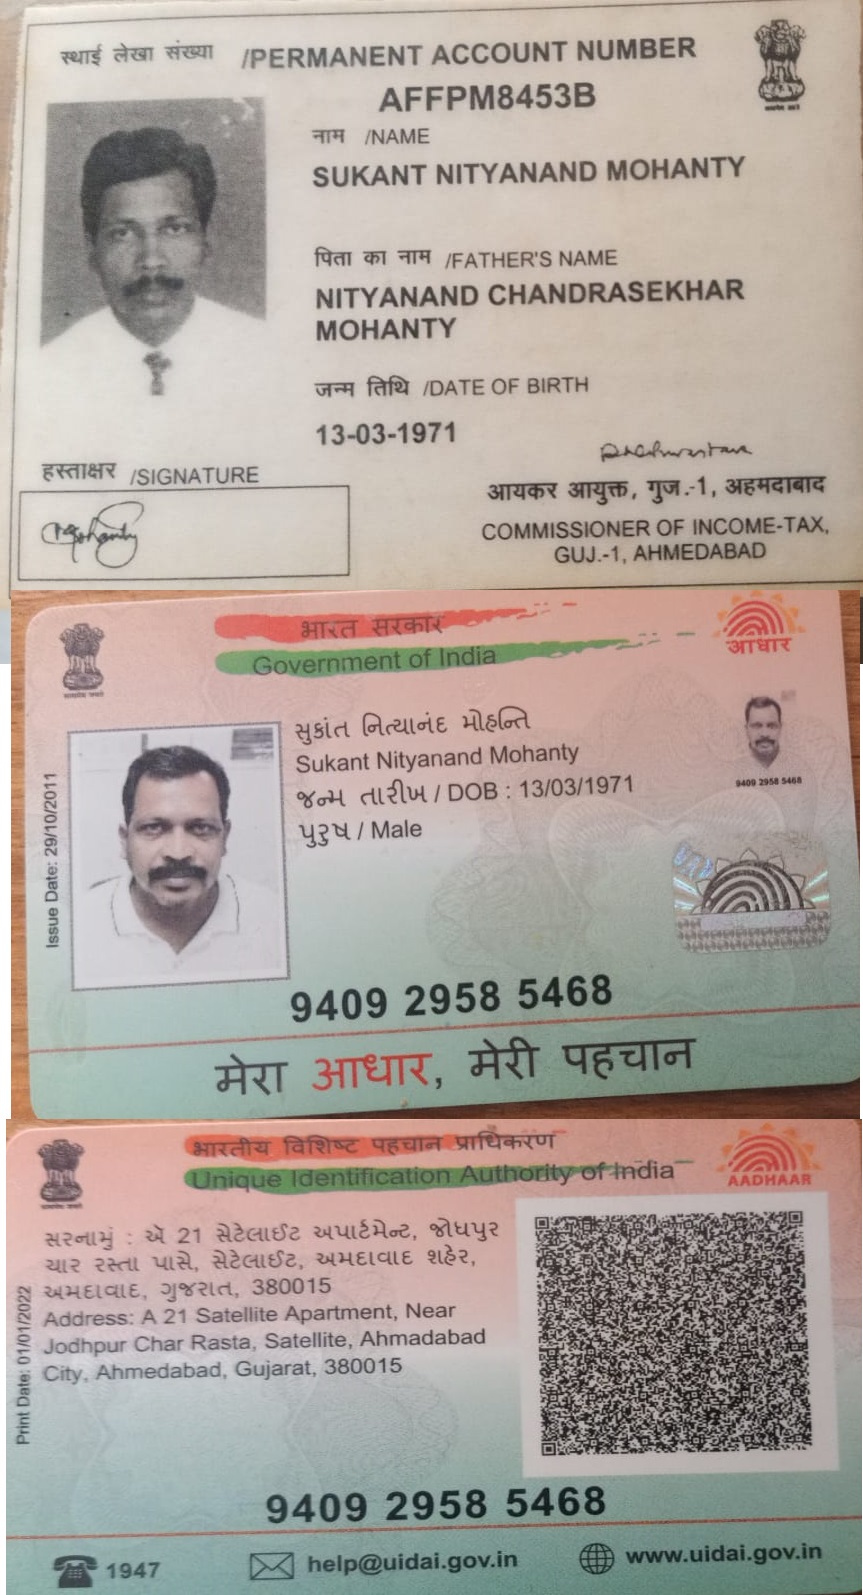 स्थाई लेखा संख्या /PERMANENT ACCOUNT NUMBER
AFFPM8453B
नाम /NAME
SUKANT NITYANAND MOHANTY
पिता का नाम /FATHER'S NAME
NITYANAND CHANDRASEKHAR
MOHANTY
जन्म तिथि /DATE OF BIRTH
13-03-1971
हस्ताक्षर /SIGNATURE
आयकर आयुक्त, गुज.-1, अहमदाबाद
COMMISSIONER OF INCOME-TAX,
GUJ.-1, AHMEDABAD
भारत सरकार
Government of India
आधार
સુકાંત નિત્યાનંદ મોહન્તિ
Sukant Nityanand Mohanty
જન્મ તારીખ / DOB : 13/03/1971
પુરુષ / Male
9409 2958 5468
Issue Date: 29/10/2011
9409 2958 5468
मेरा आधार, मेरी पहचान
भारतीय विशिष्ट पहचान प्राधिकरण
Unique Identification Authority of India
AADHAAR
સરનામું : એ 21 સેટેલાઈટ અપાર્ટમેન્ટ, જોધપુર
ચાર રસ્તા પાસે, સેટેલાઈટ, અમદાવાદ શહેર,
અમદાવાદ, ગુજરાત, 380015
Address: A 21 Satellite Apartment, Near
Jodhpur Char Rasta, Satellite, Ahmadabad
City, Ahmedabad, Gujarat, 380015
Print Date: 01/01/2022
9409 2958 5468
1947
help@uidai.gov.in
www.uidai.gov.in